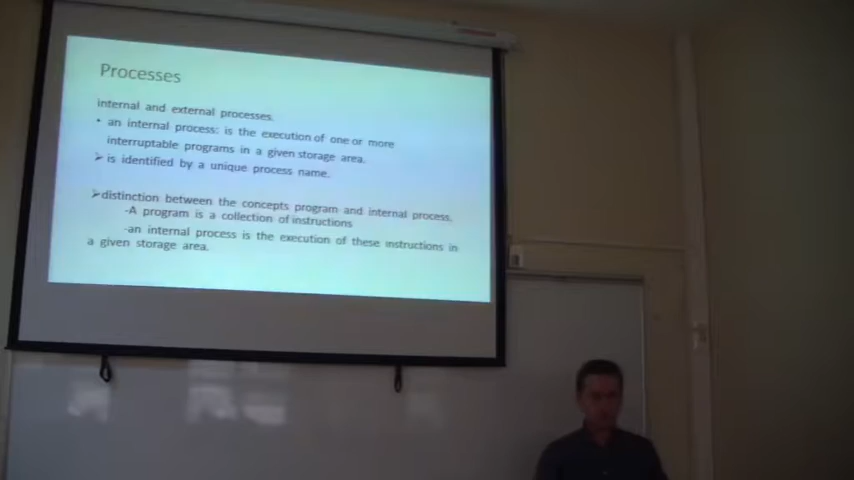 Processes
internal and external processes.
• an internal process: is the execution of one or more
interruptable programs in a given storage area.
➢is identified by a unique process name.
➢distinction between the concepts program and internal process.
-A program is a collection of instructions
-an internal process is the execution of these instructions in
a given storage area.